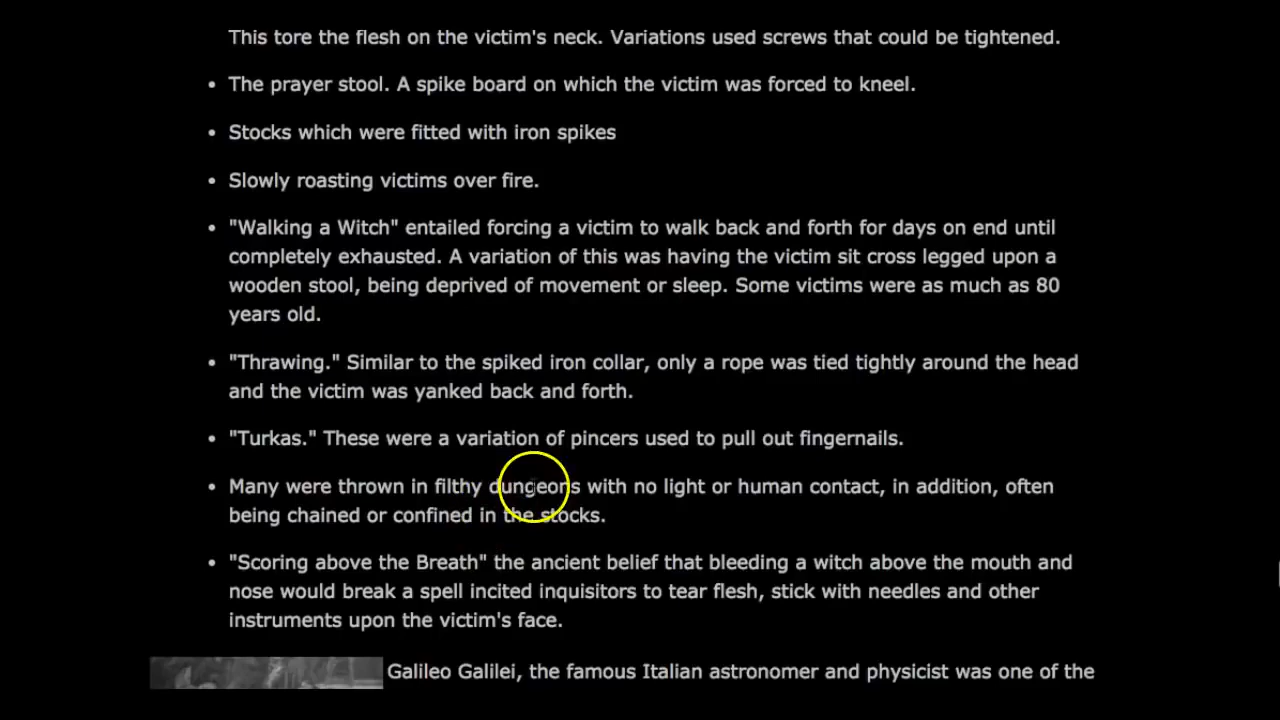 This tore the flesh on the victim's neck. Variations used screws that could be tightened.
• The prayer stool. A spike board on which the victim was forced to kneel.
• Stocks which were fitted with iron spikes
• Slowly roasting victims over fire.
• "Walking a Witch" entailed forcing a victim to walk back and forth for days on end until
completely exhausted. A variation of this was having the victim sit cross legged upon a
wooden stool, being deprived of movement or sleep. Some victims were as much as 80
years old.
• "Thrawing." Similar to the spiked iron collar, only a rope was tied tightly around the head
and the victim was yanked back and forth.
• "Turkas." These were a variation of pincers used to pull out fingernails.
• Many were thrown in filthy dungeons with no light or human contact, in addition, often
being chained or confined in the stocks.
• "Scoring above the Breath" the ancient belief that bleeding a witch above the mouth and
nose would break a spell incited inquisitors to tear flesh, stick with needles and other
instruments upon the victim's face.
Galileo Galilei, the famous Italian astronomer and physicist was one of the